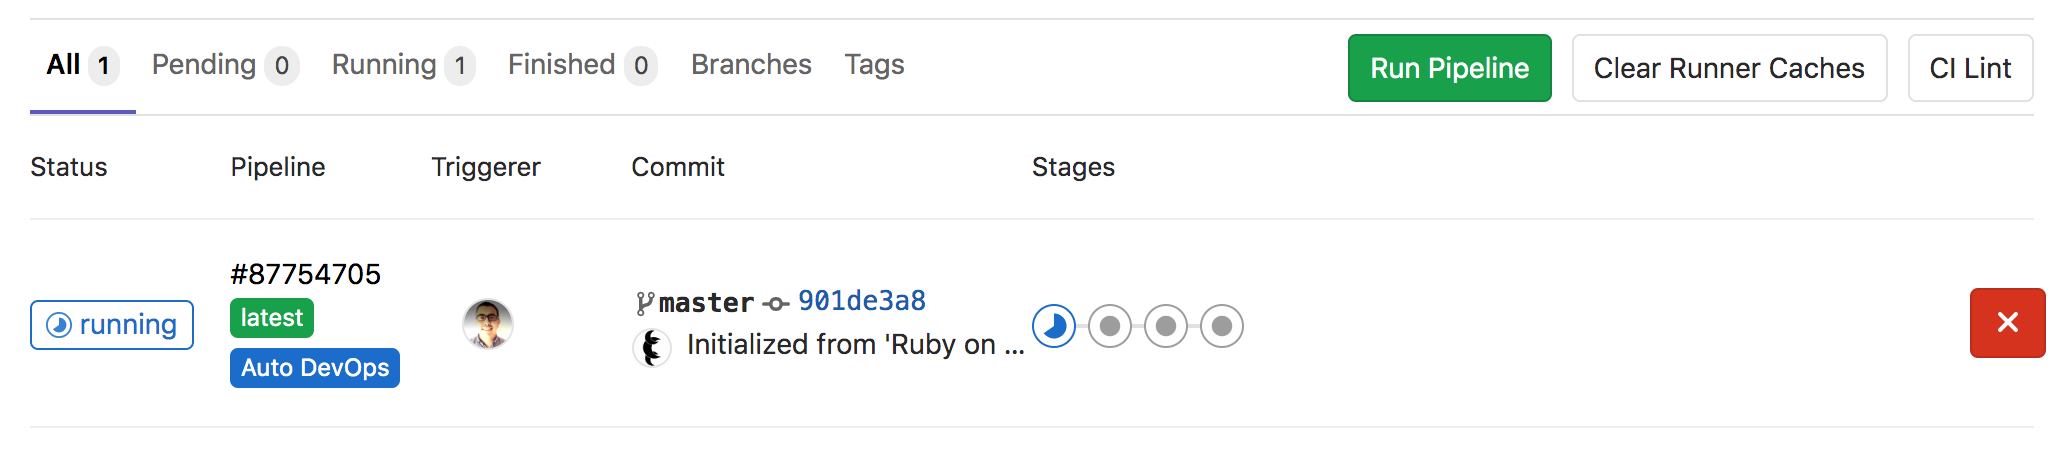 All 1 Pending 0 Running 1 Finished 0 Branches Tags Run Pipeline Clear Runner Caches CI Lint
Status Pipeline Triggerer Commit Stages
#87754705
running latest master 901de3a8
Auto DevOps Initialized from 'Ruby on ...